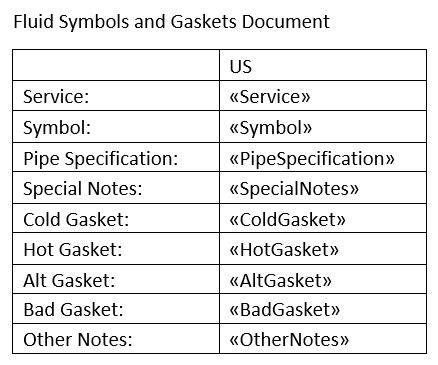 Fluid Symbols and Gaskets Document
US
Service: «Service»
Symbol: «Symbol»
Pipe Specification: «PipeSpecification»
Special Notes: «SpecialNotes»
Cold Gasket: «ColdGasket»
Hot Gasket: «HotGasket»
Alt Gasket: «AltGasket»
Bad Gasket: «BadGasket»
Other Notes: «OtherNotes»